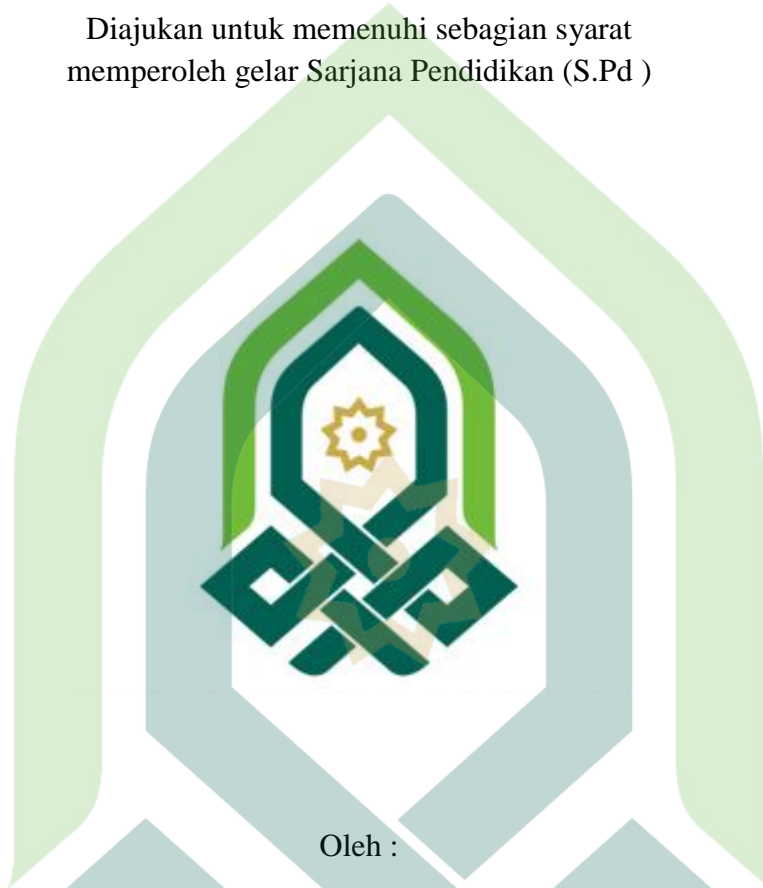 Diajukan untuk memenuhi sebagian syarat
memperoleh gelar Sarjana Pendidikan (S.Pd )
Oleh :